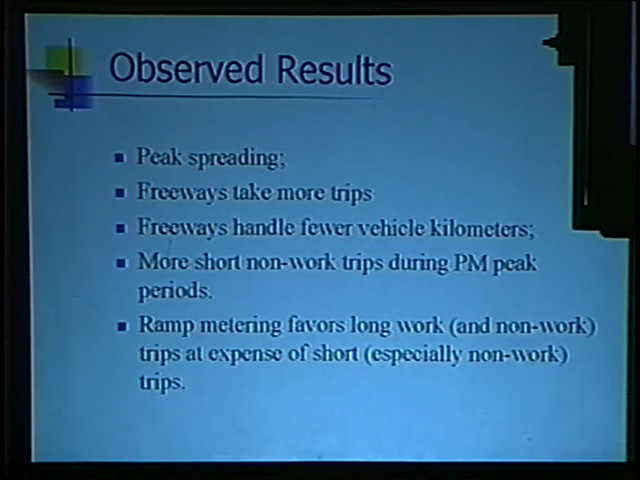 Observed Results
Peak spreading;
Freeways take more trips
Freeways handle fewer vehicle kilometers;
More short non-work trips during PM peak
periods.
Ramp metering favors long work (and non-work)
trips at expense of short (especially non-work)
trips.